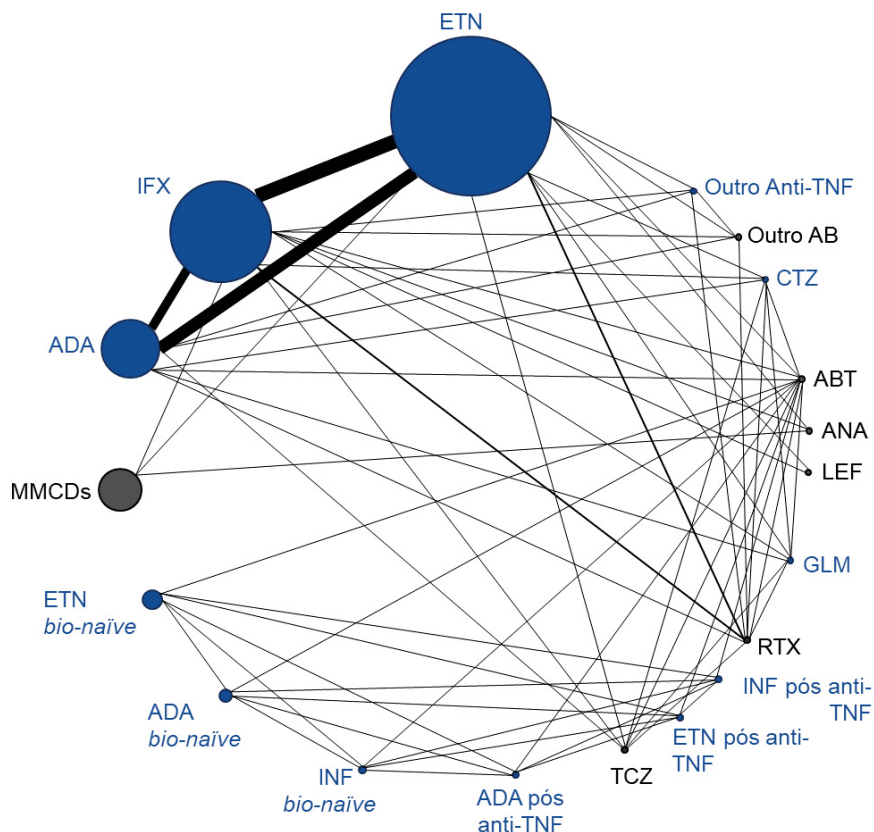 ETN
IFX
Outro Anti-TNF
Outro AB
CTZ
ADA
ABT
ANA
LEF
MMCDs
GLM
ETN
bio-naïve
RTX
INF pós anti-
TNF
ADA
bio-naïve
ETN pós anti-
TNF
TCZ
INF
bio-naïve
ADA pós
anti-TNF